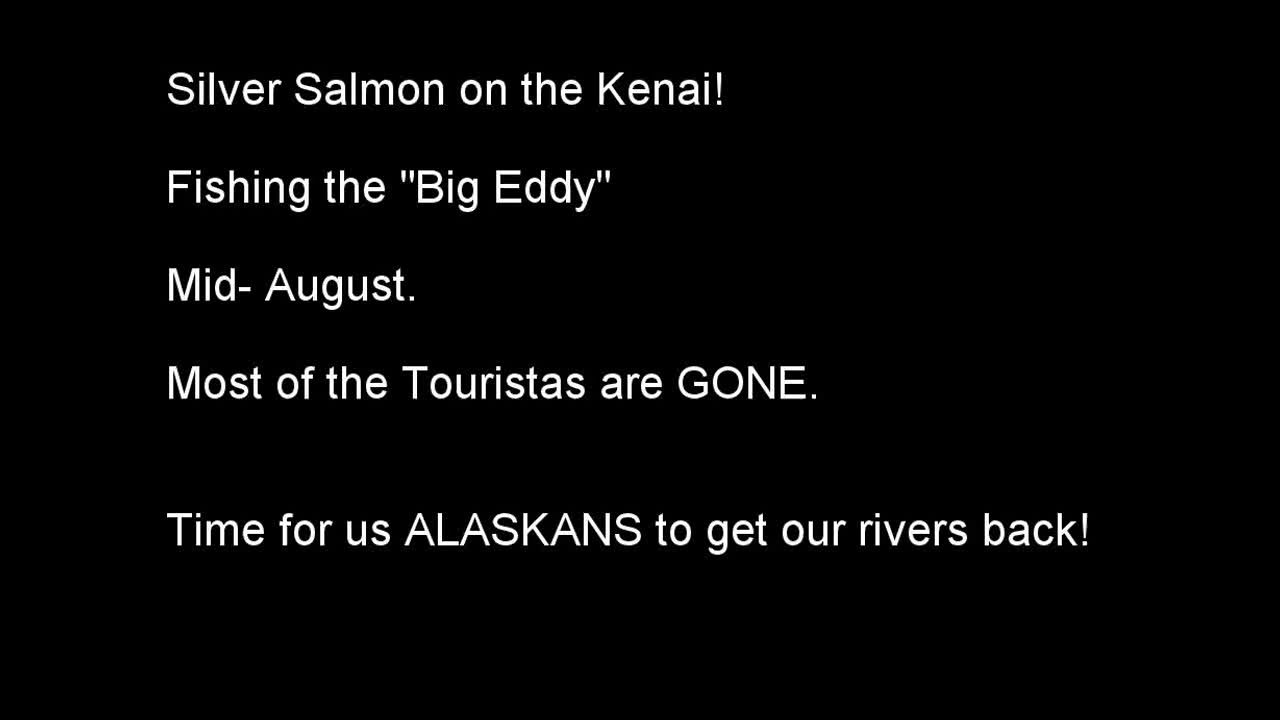 Silver Salmon on the Kenai!
Fishing the "Big Eddy"
Mid- August.
Most of the Touristas are GONE.
Time for us ALASKANS to get our rivers back!